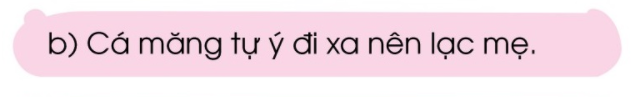 b) Cá măng tự ý đi xa nên lạc mẹ.